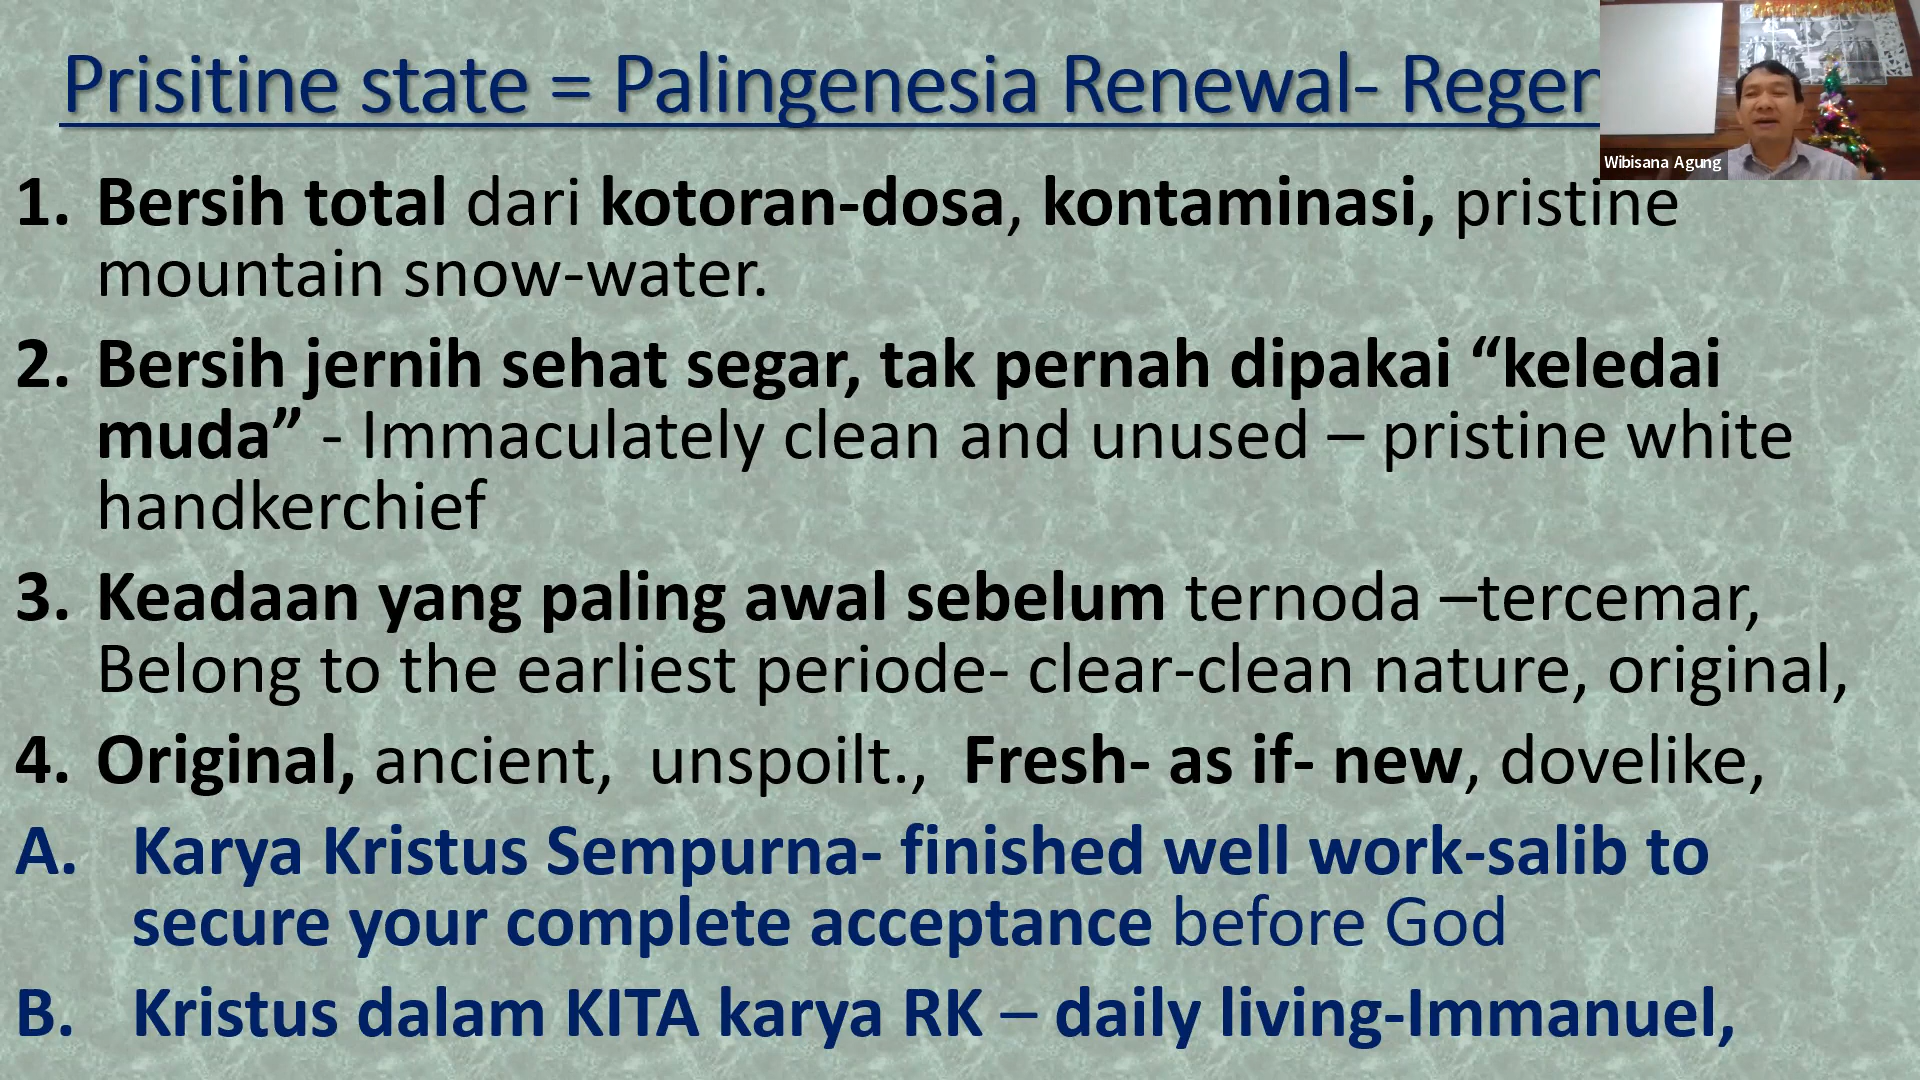 Prisitine state = Palingenesia Renewal- Regen
Wibisana Agung
1. Bersih total dari kotoran-dosa, kontaminasi, pristine
mountain snow-water.
2. Bersih jernih sehat segar, tak pernah dipakai “keledai
muda” - Immaculately clean and unused – pristine white
handkerchief
3. Keadaan yang paling awal sebelum ternoda –tercemar,
Belong to the earliest periode- clear-clean nature, original,
4. Original, ancient, unspoilt., Fresh- as if- new, dovelike,
A. Karya Kristus Sempurna- finished well work-salib to
secure your complete acceptance before God
B. Kristus dalam KITA karya RK – daily living-Immanuel,